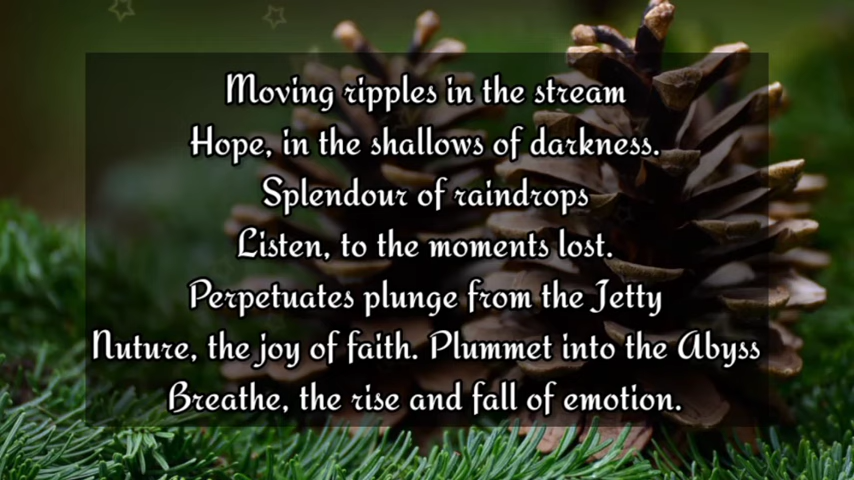 Moving ripples in the stream
Hope, in the shallows of darkness.
Splendour of raindrops
Listen, to the moments lost.
Perpetuates plunge from the Jetty
Nuture, the joy of faith. Plummet into the Abyss
Breathe, the rise and fall of emotion.